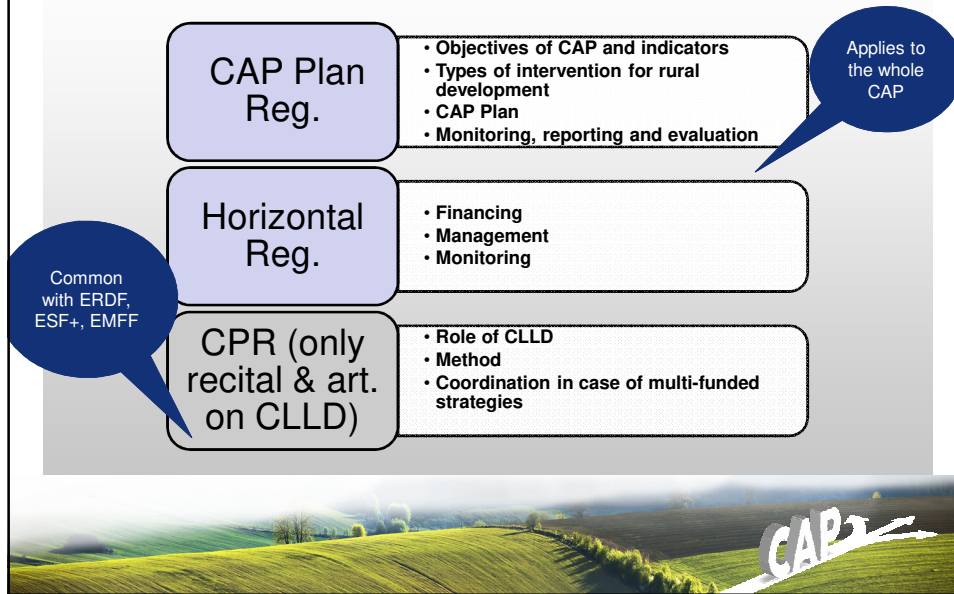 CAP Plan
Reg.
• Objectives of CAP and indicators
• Types of intervention for rural
development
• CAP Plan
• Monitoring, reporting and evaluation
Applies to
the whole
CAP
Horizontal
Reg.
• Financing
• Management
• Monitoring
Common
with ERDF,
ESF+, EMFF
CPR (only
recital & art.
on CLLD)
• Role of CLLD
• Method
• Coordination in case of multi-funded
strategies
CAP